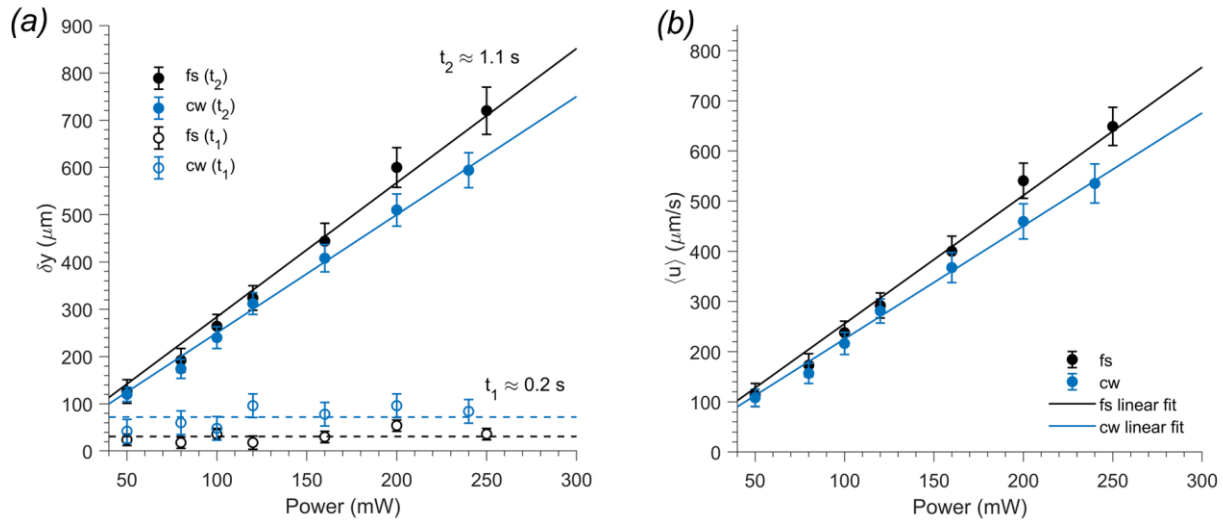 (a)
900
800
700
600
500
400
300
200
100
0
δy (μm)
fs (t₂)
cw (t₂)
fs (t₁)
cw (t₁)
t₂ ≈ 1.1 s
t₁ ≈ 0.2 s
50 100 150 200 250 300
Power (mW)
(b)
800
700
600
500
400
300
200
100
0
⟨u⟩ (μm/s)
fs
cw
fs linear fit
cw linear fit
50 100 150 200 250 300
Power (mW)